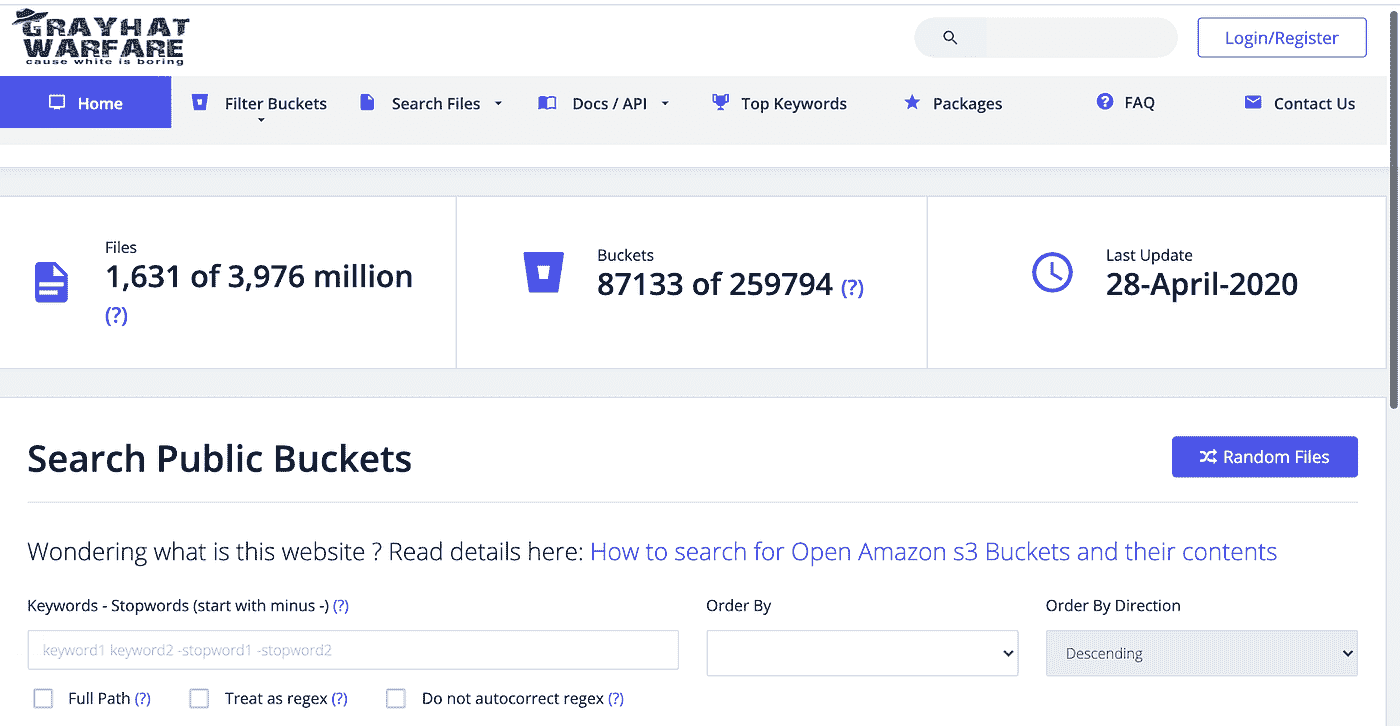 GRAYHAT
WARFARE
cause white is boring
Login/Register
Home
Filter Buckets
Search Files
Docs / API
Top Keywords
Packages
FAQ
Contact Us
Files
1,631 of 3,976 million
(?)
Buckets
87133 of 259794 (?)
Last Update
28-April-2020
Search Public Buckets
Random Files
Wondering what is this website ? Read details here: How to search for Open Amazon s3 Buckets and their contents
Keywords - Stopwords (start with minus -) (?)
Order By
Order By Direction
keyword1 keyword2 -stopword1 -stopword2
Descending
Full Path (?)
Treat as regex (?)
Do not autocorrect regex (?)